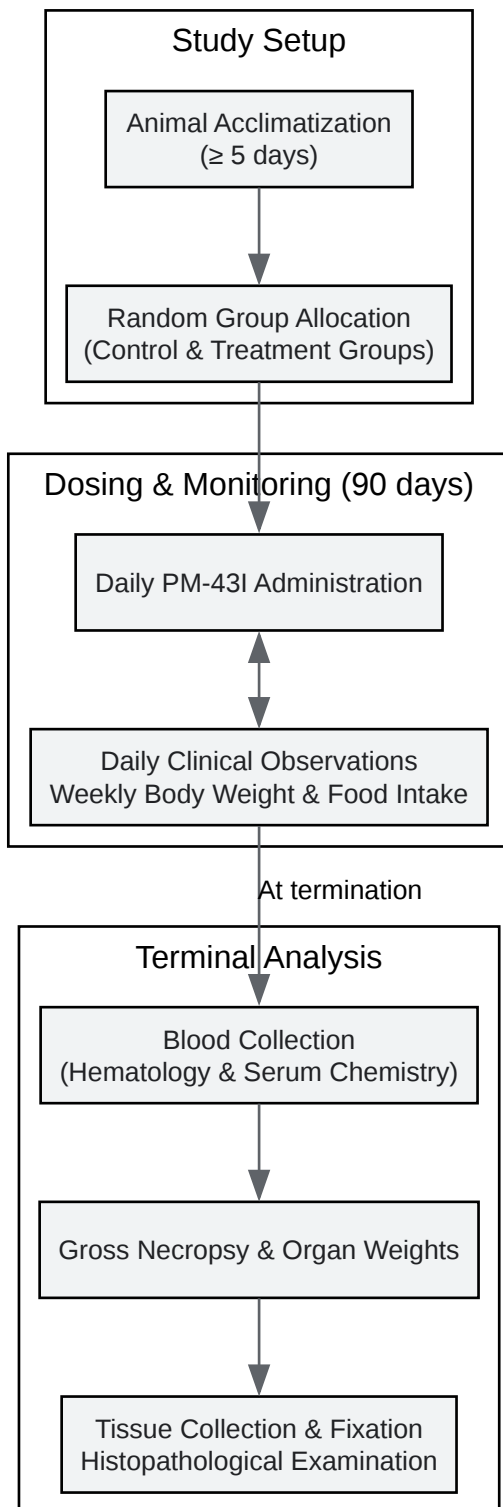 Study Setup
Animal Acclimatization
(≥ 5 days)
Random Group Allocation
(Control & Treatment Groups)
Dosing & Monitoring (90 days)
Daily PM-43I Administration
Daily Clinical Observations
Weekly Body Weight & Food Intake
At termination
Terminal Analysis
Blood Collection
(Hematology & Serum Chemistry)
Gross Necropsy & Organ Weights
Tissue Collection & Fixation
Histopathological Examination